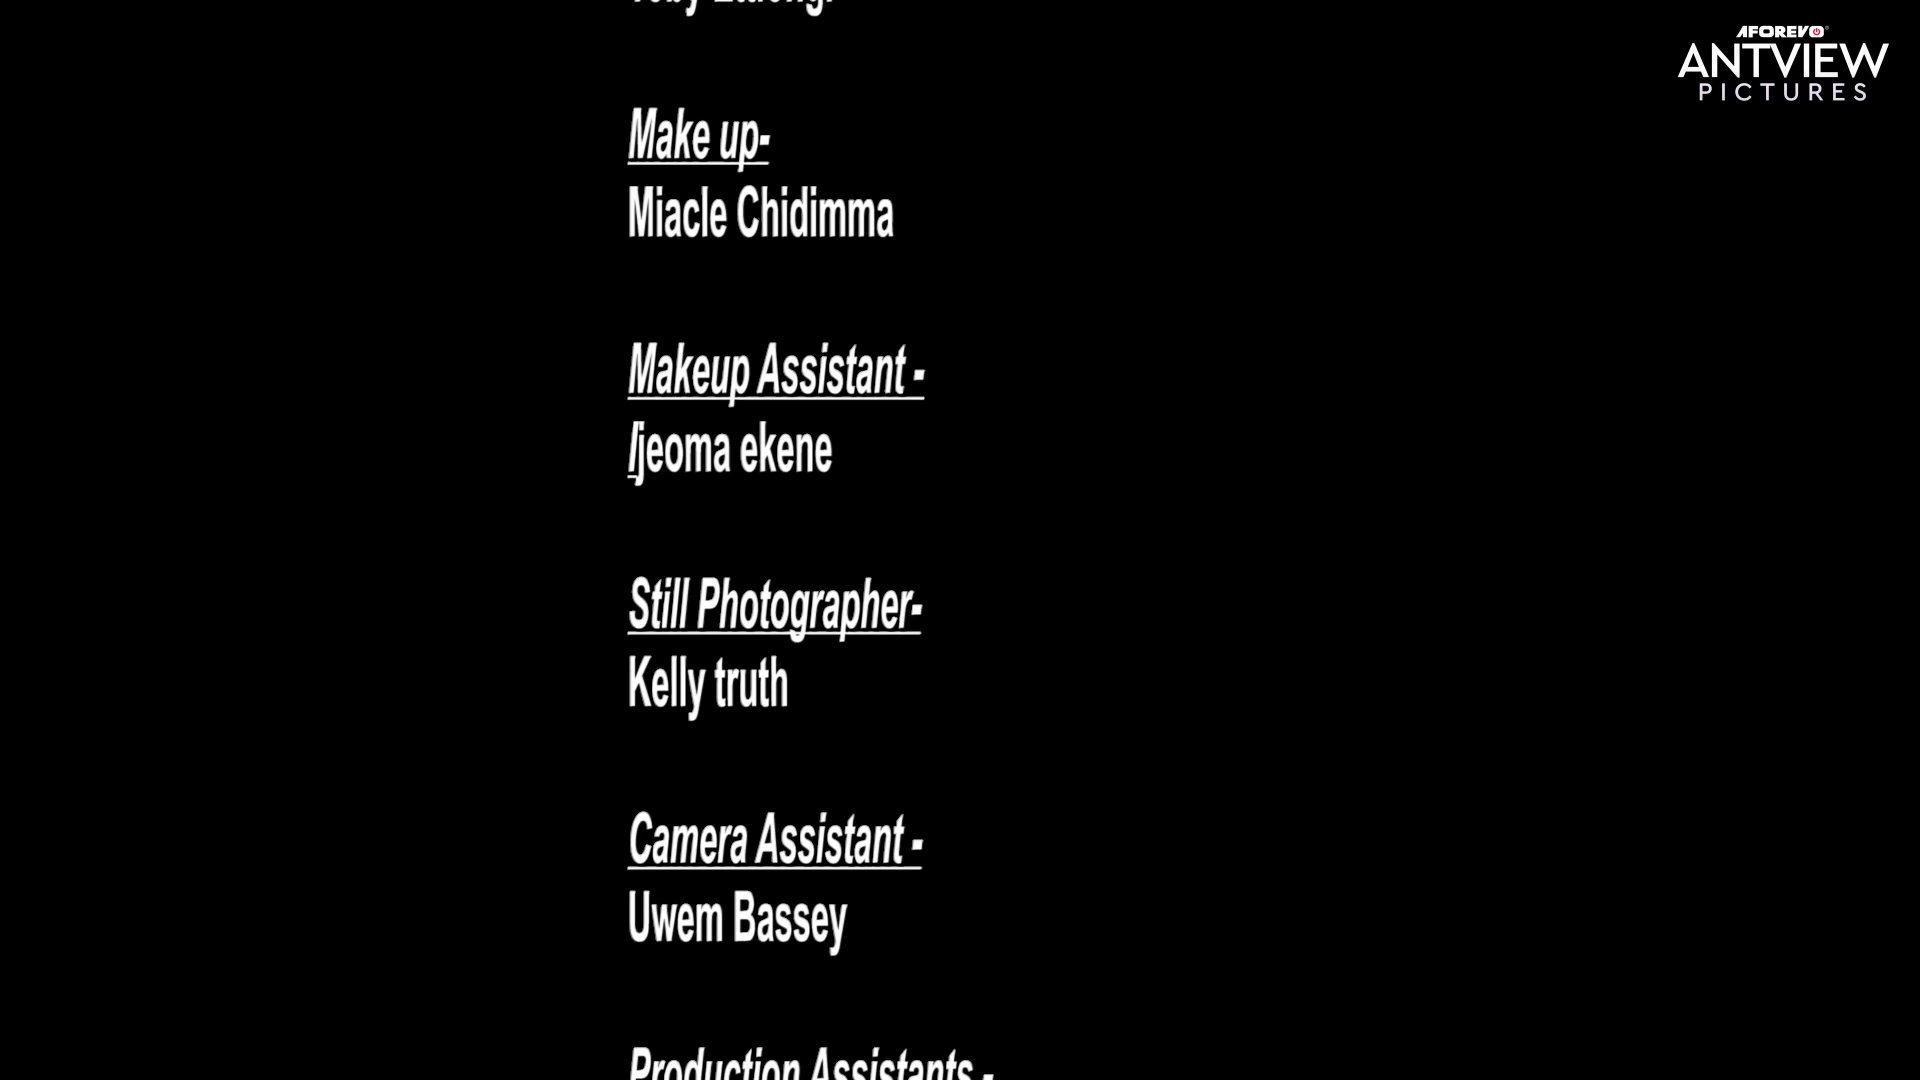 AFOREVO
ANTVIEW
PICTURES
Make up-
Miacle Chidimma
Makeup Assistant -
Ijeoma ekene
Still Photographer-
Kelly truth
Camera Assistant -
Uwem Bassey
Production Assistants -